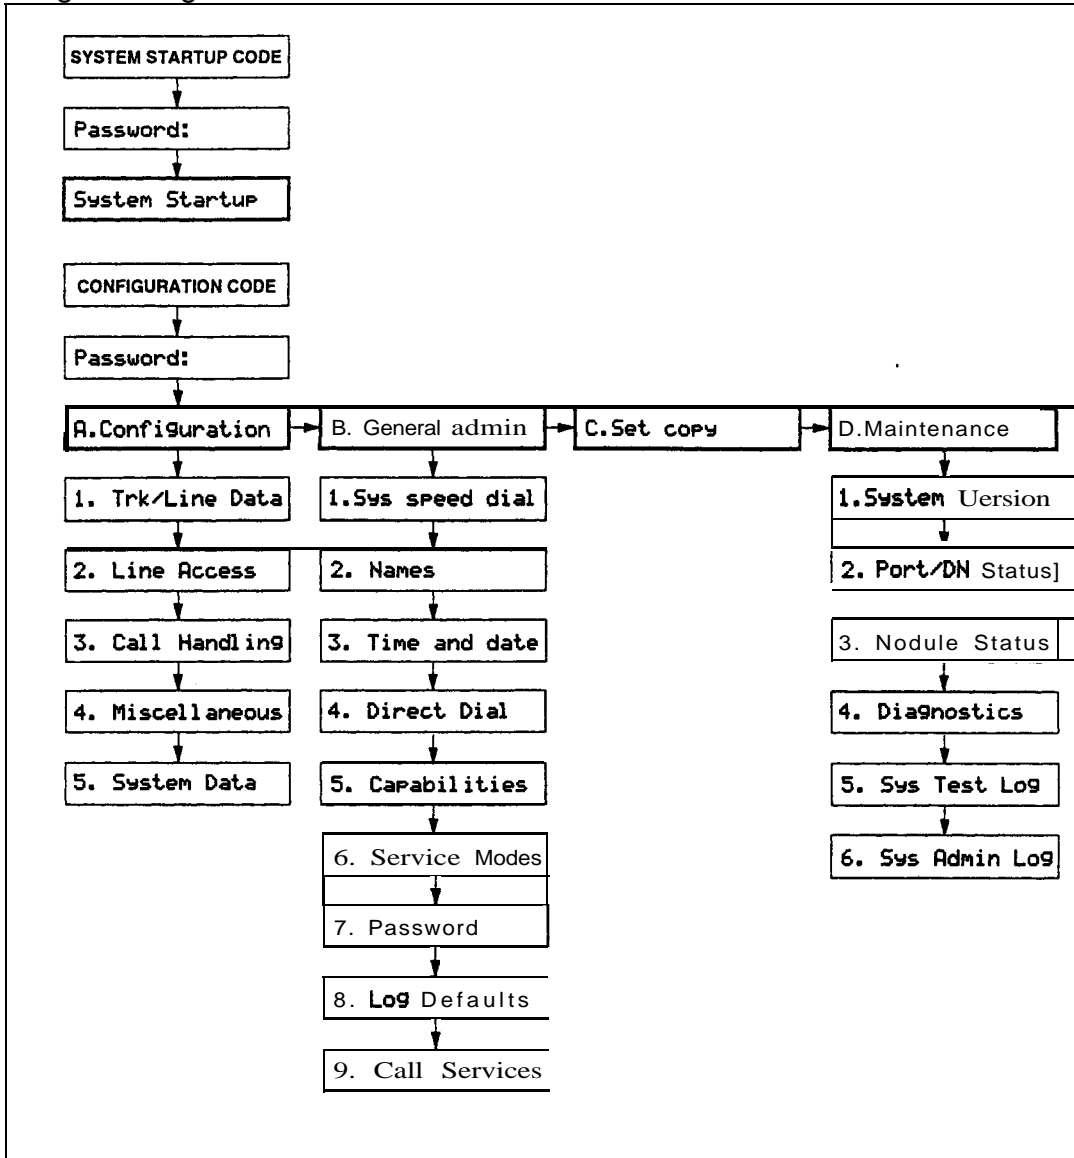 SYSTEM STARTUP CODE
Password:
System Startup
CONFIGURATION CODE
Password:
A.Configuration
B. General admin
C.Set copy
D.Maintenance
1. Trk/Line Data
2. Line Access
3. Call Handling
4. Miscellaneous
5. System Data
1.Sys speed dial
2. Names
3. Time and date
4. Direct Dial
5. Capabilities
6. Service Modes
7. Password
8. Log Defaults
9. Call Services
1.System Uersion
2. Port/DN Status]
3. Nodule Status
4. Diagnostics
5. Sys Test Log
6. Sys Admin Log